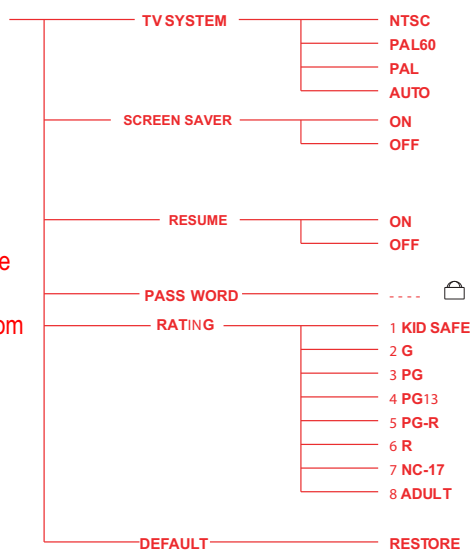 TV SYSTEM NTSC
PAL60
PAL
AUTO
SCREEN SAVER ON
OFF
RESUME ON
OFF
e
PASS WORD - - - -
om RATING 1 KID SAFE
2 G
3 PG
4 PG13
5 PG-R
6 R
7 NC-17
8 ADULT
DEFAULT RESTORE